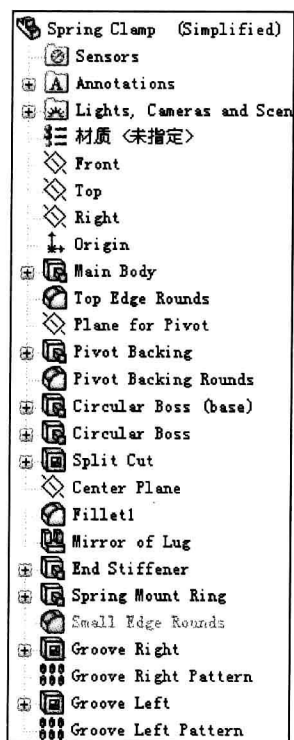 Spring Clamp (Simplified)
Sensors
Annotations
Lights, Cameras and Scen
材质 <未指定>
Front
Top
Right
Origin
Main Body
Top Edge Rounds
Plane for Pivot
Pivot Backing
Pivot Backing Rounds
Circular Boss (base)
Circular Boss
Split Cut
Center Plane
Fillet1
Mirror of Lug
End Stiffener
Spring Mount Ring
Small Edge Rounds
Groove Right
Groove Right Pattern
Groove Left
Groove Left Pattern